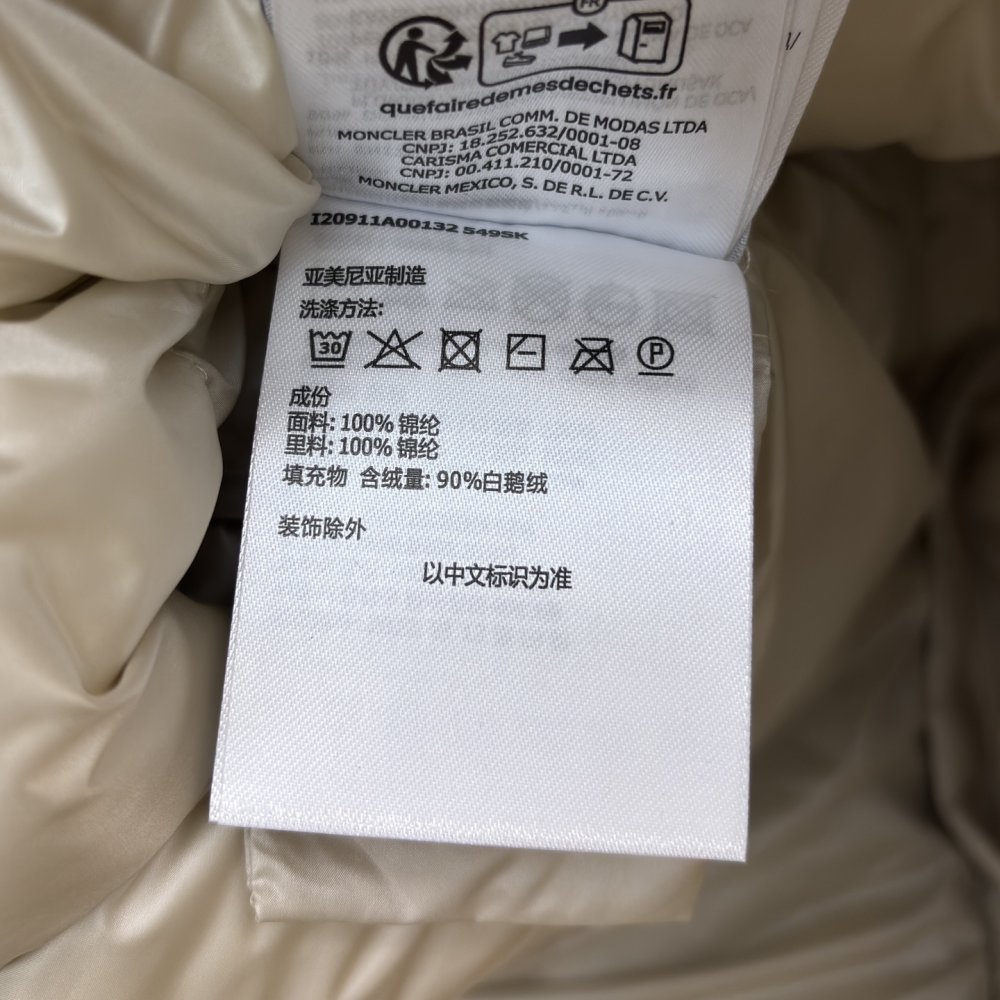 FR
quefairedemesdechets.fr
MONCLER BRASIL COMM. DE MODAS LTDA
CNPJ: 18.252.632/0001-08
CARISMA COMERCIAL LTDA
CNPJ: 00.411.210/0001-72
MONCLER MEXICO, S. DE R.L. DE C.V.
I20911A00132 549SK
亚美尼亚制造
洗涤方法:
30 P
成份
面料: 100% 锦纶
里料: 100% 锦纶
填充物 含绒量: 90%白鹅绒
装饰除外
以中文标识为准